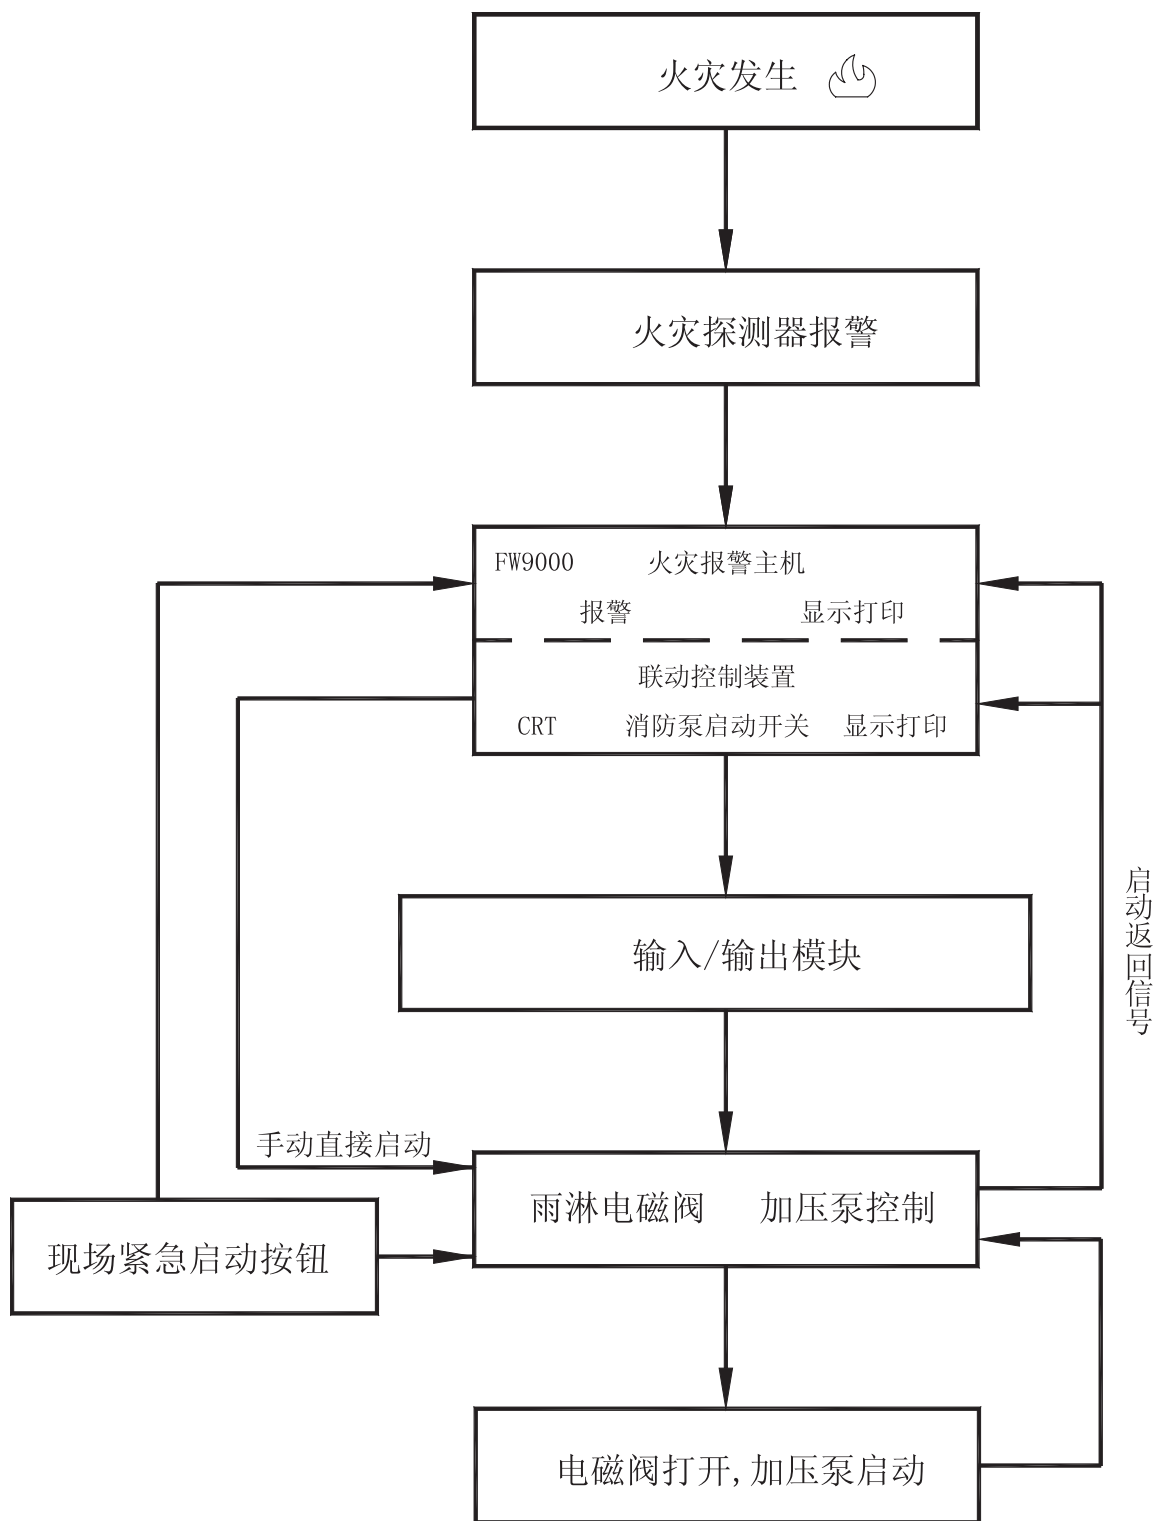 火灾发生
火灾探测器报警
FW9000 火灾报警主机
报警 显示打印
联动控制装置
CRT 消防泵启动开关 显示打印
启动返回信号
输入/输出模块
手动直接启动
雨淋电磁阀 加压泵控制
现场紧急启动按钮
电磁阀打开,加压泵启动